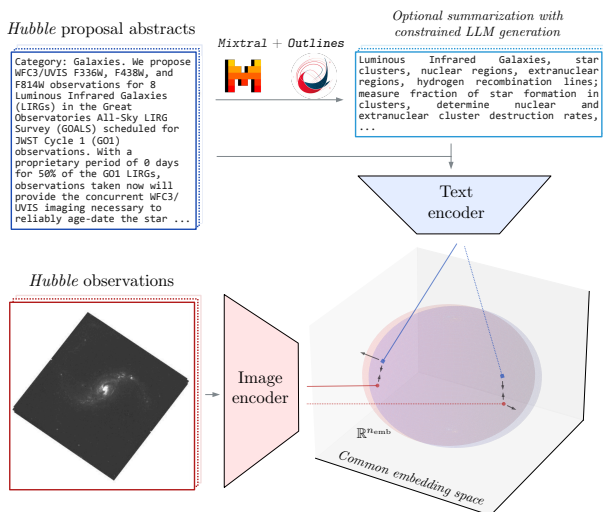 Hubble proposal abstracts
Category: Galaxies. We propose
WFC3/UVIS F336W, F438W, and
F814W observations for 8
Luminous Infrared Galaxies
(LIRGs) in the Great
Observatories All-Sky LIRG
Survey (GOALS) scheduled for
JWST Cycle 1 (GO1)
observations. With a
proprietary period of 0 days
for 50% of the GO1 LIRGs,
observations taken now will
provide the concurrent WFC3/
UVIS imaging necessary to
reliably age-date the star ...
Mixtral + Outlines
Optional summarization with
constrained LLM generation
Luminous Infrared Galaxies, star
clusters, nuclear regions, extranuclear
regions, hydrogen recombination lines;
measure fraction of star formation in
clusters, determine nuclear and
extranuclear cluster destruction rates,
...
Text
encoder
Hubble observations
Image
encoder
ℝⁿᵉᵐᵇ
Common embedding space